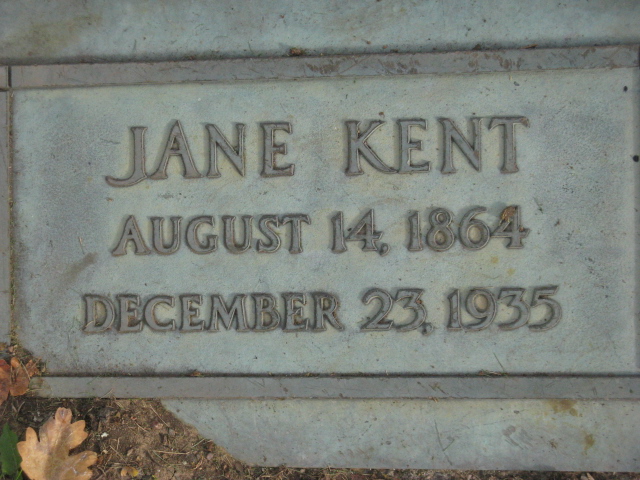 JANE KENT
AUGUST 14, 1864
DECEMBER 23, 1935